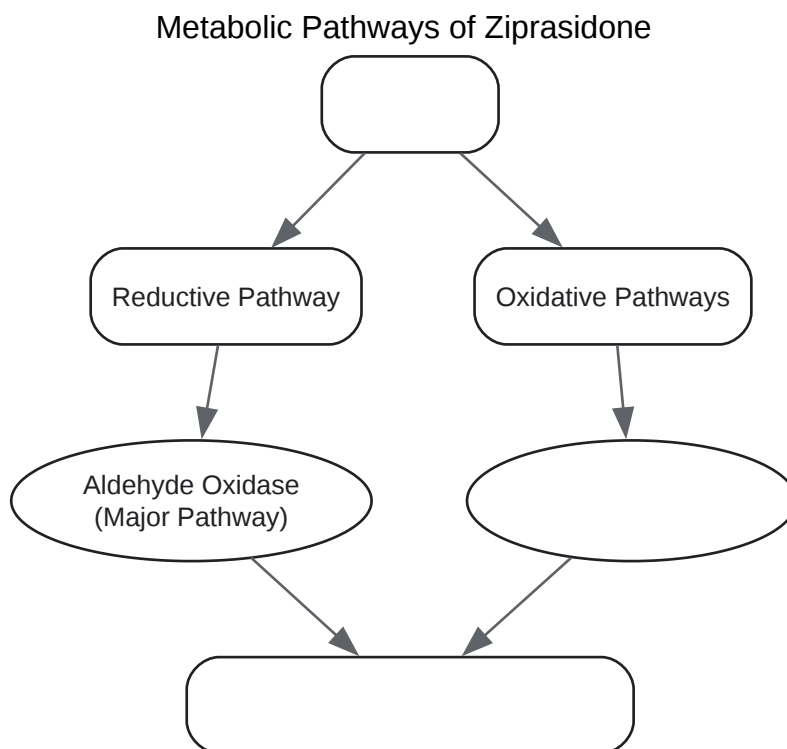 Metabolic Pathways of Ziprasidone
Reductive Pathway
Oxidative Pathways
Aldehyde Oxidase
(Major Pathway)